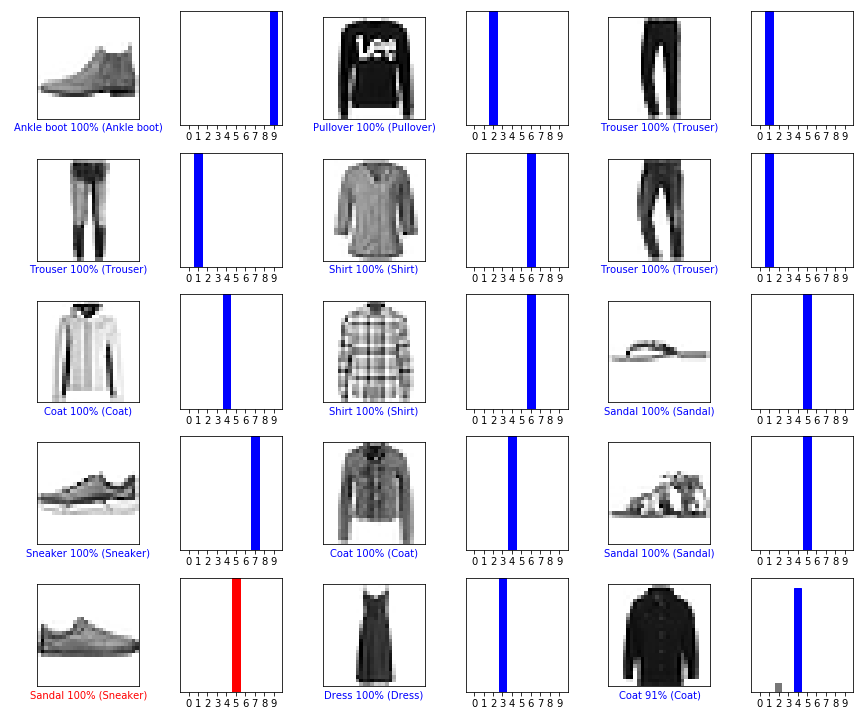 Lee
Ankle boot 100% (Ankle boot)
0 1 2 3 4 5 6 7 8 9
Pullover 100% (Pullover)
0 1 2 3 4 5 6 7 8 9
Trouser 100% (Trouser)
0 1 2 3 4 5 6 7 8 9
Trouser 100% (Trouser)
0 1 2 3 4 5 6 7 8 9
Shirt 100% (Shirt)
0 1 2 3 4 5 6 7 8 9
Trouser 100% (Trouser)
0 1 2 3 4 5 6 7 8 9
Coat 100% (Coat)
0 1 2 3 4 5 6 7 8 9
Shirt 100% (Shirt)
0 1 2 3 4 5 6 7 8 9
Sandal 100% (Sandal)
0 1 2 3 4 5 6 7 8 9
Sneaker 100% (Sneaker)
0 1 2 3 4 5 6 7 8 9
Coat 100% (Coat)
0 1 2 3 4 5 6 7 8 9
Sandal 100% (Sandal)
0 1 2 3 4 5 6 7 8 9
Sandal 100% (Sneaker)
0 1 2 3 4 5 6 7 8 9
Dress 100% (Dress)
0 1 2 3 4 5 6 7 8 9
Coat 91% (Coat)
0 1 2 3 4 5 6 7 8 9